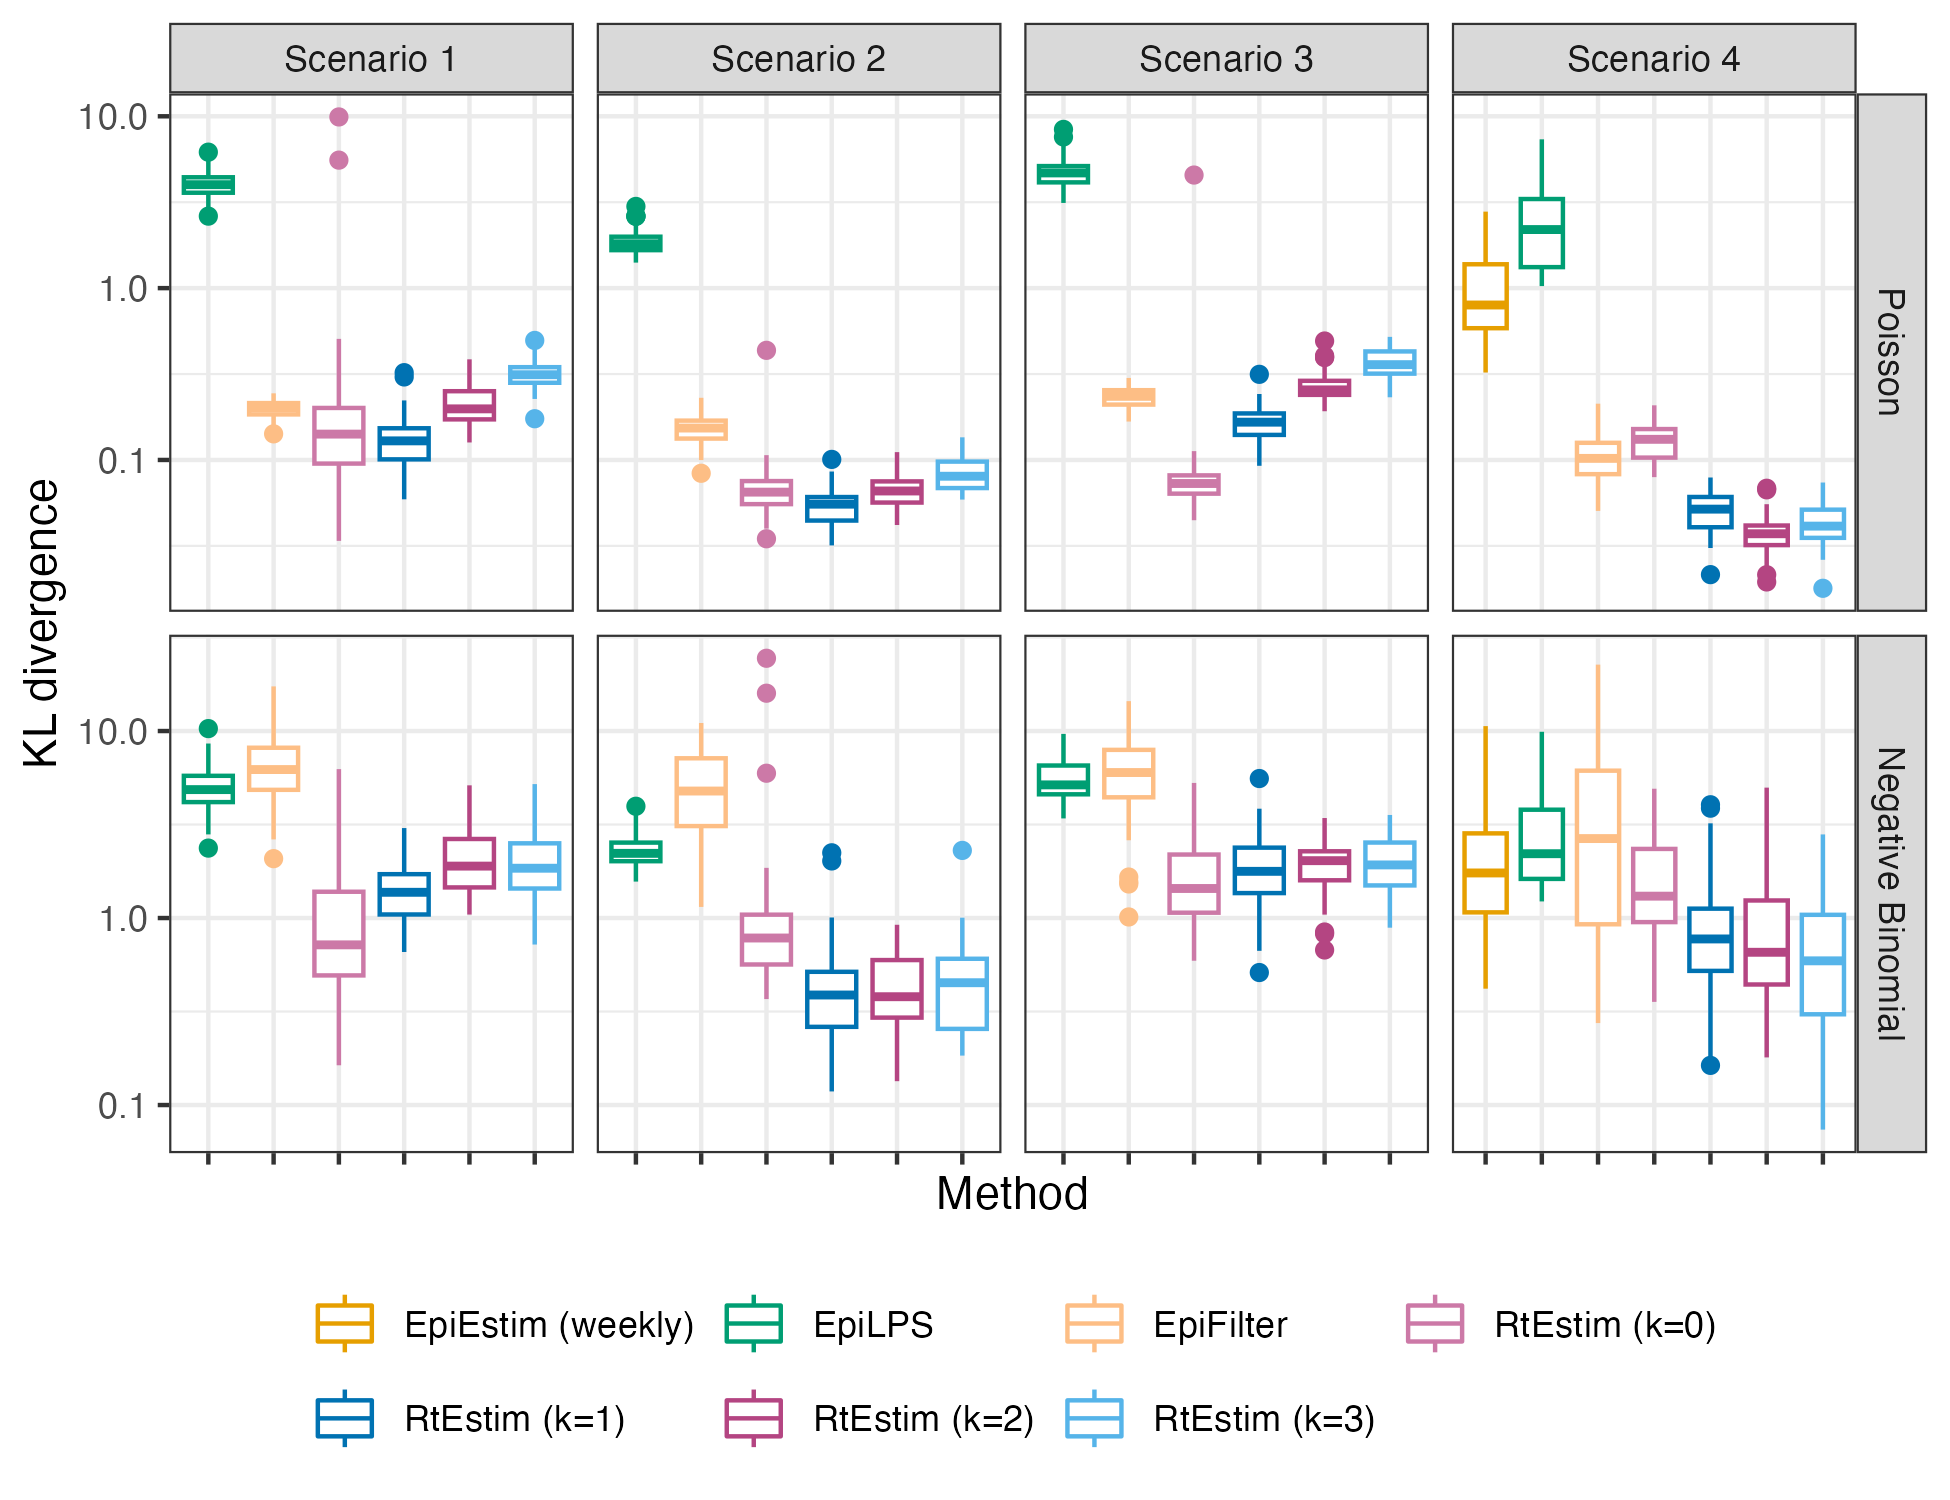 Scenario 1
Scenario 2
Scenario 3
Scenario 4
10.0
1.0
0.1
Poisson
KL divergence
10.0
1.0
0.1
Negative Binomial
Method
EpiEstim (weekly)
EpiLPS
EpiFilter
RtEstim (k=0)
RtEstim (k=1)
RtEstim (k=2)
RtEstim (k=3)